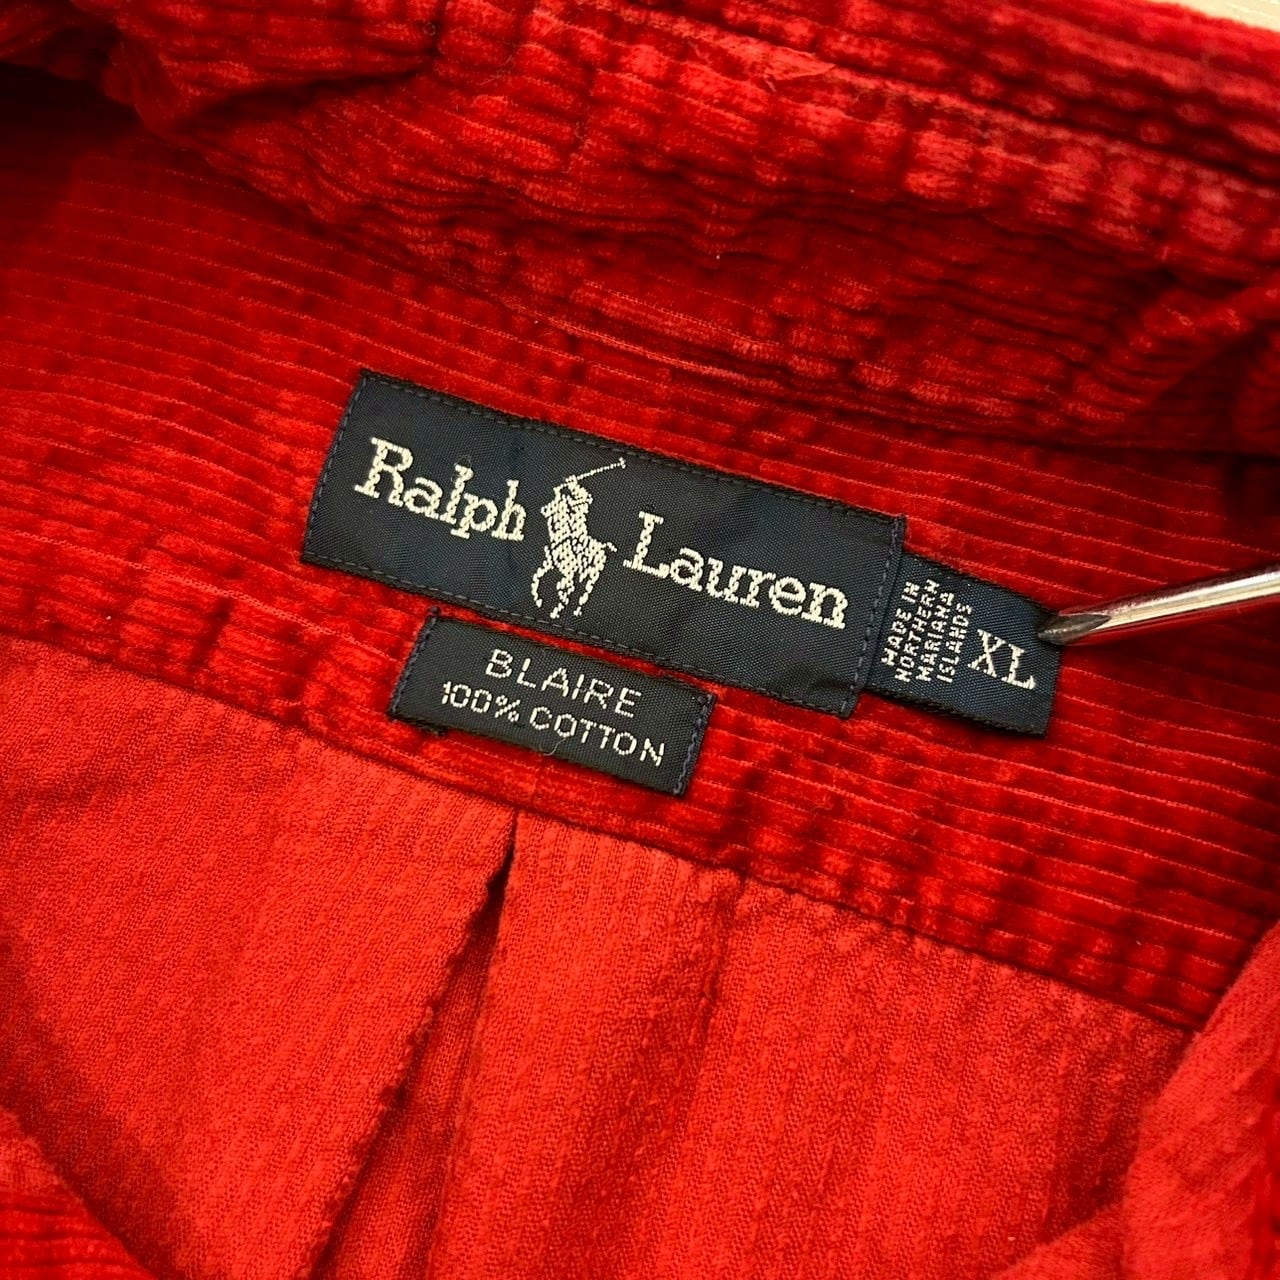 Ralph Lauren
MADE IN
NORTHERN
MARIANA
ISLANDS
XL
BLAIRE
100% COTTON